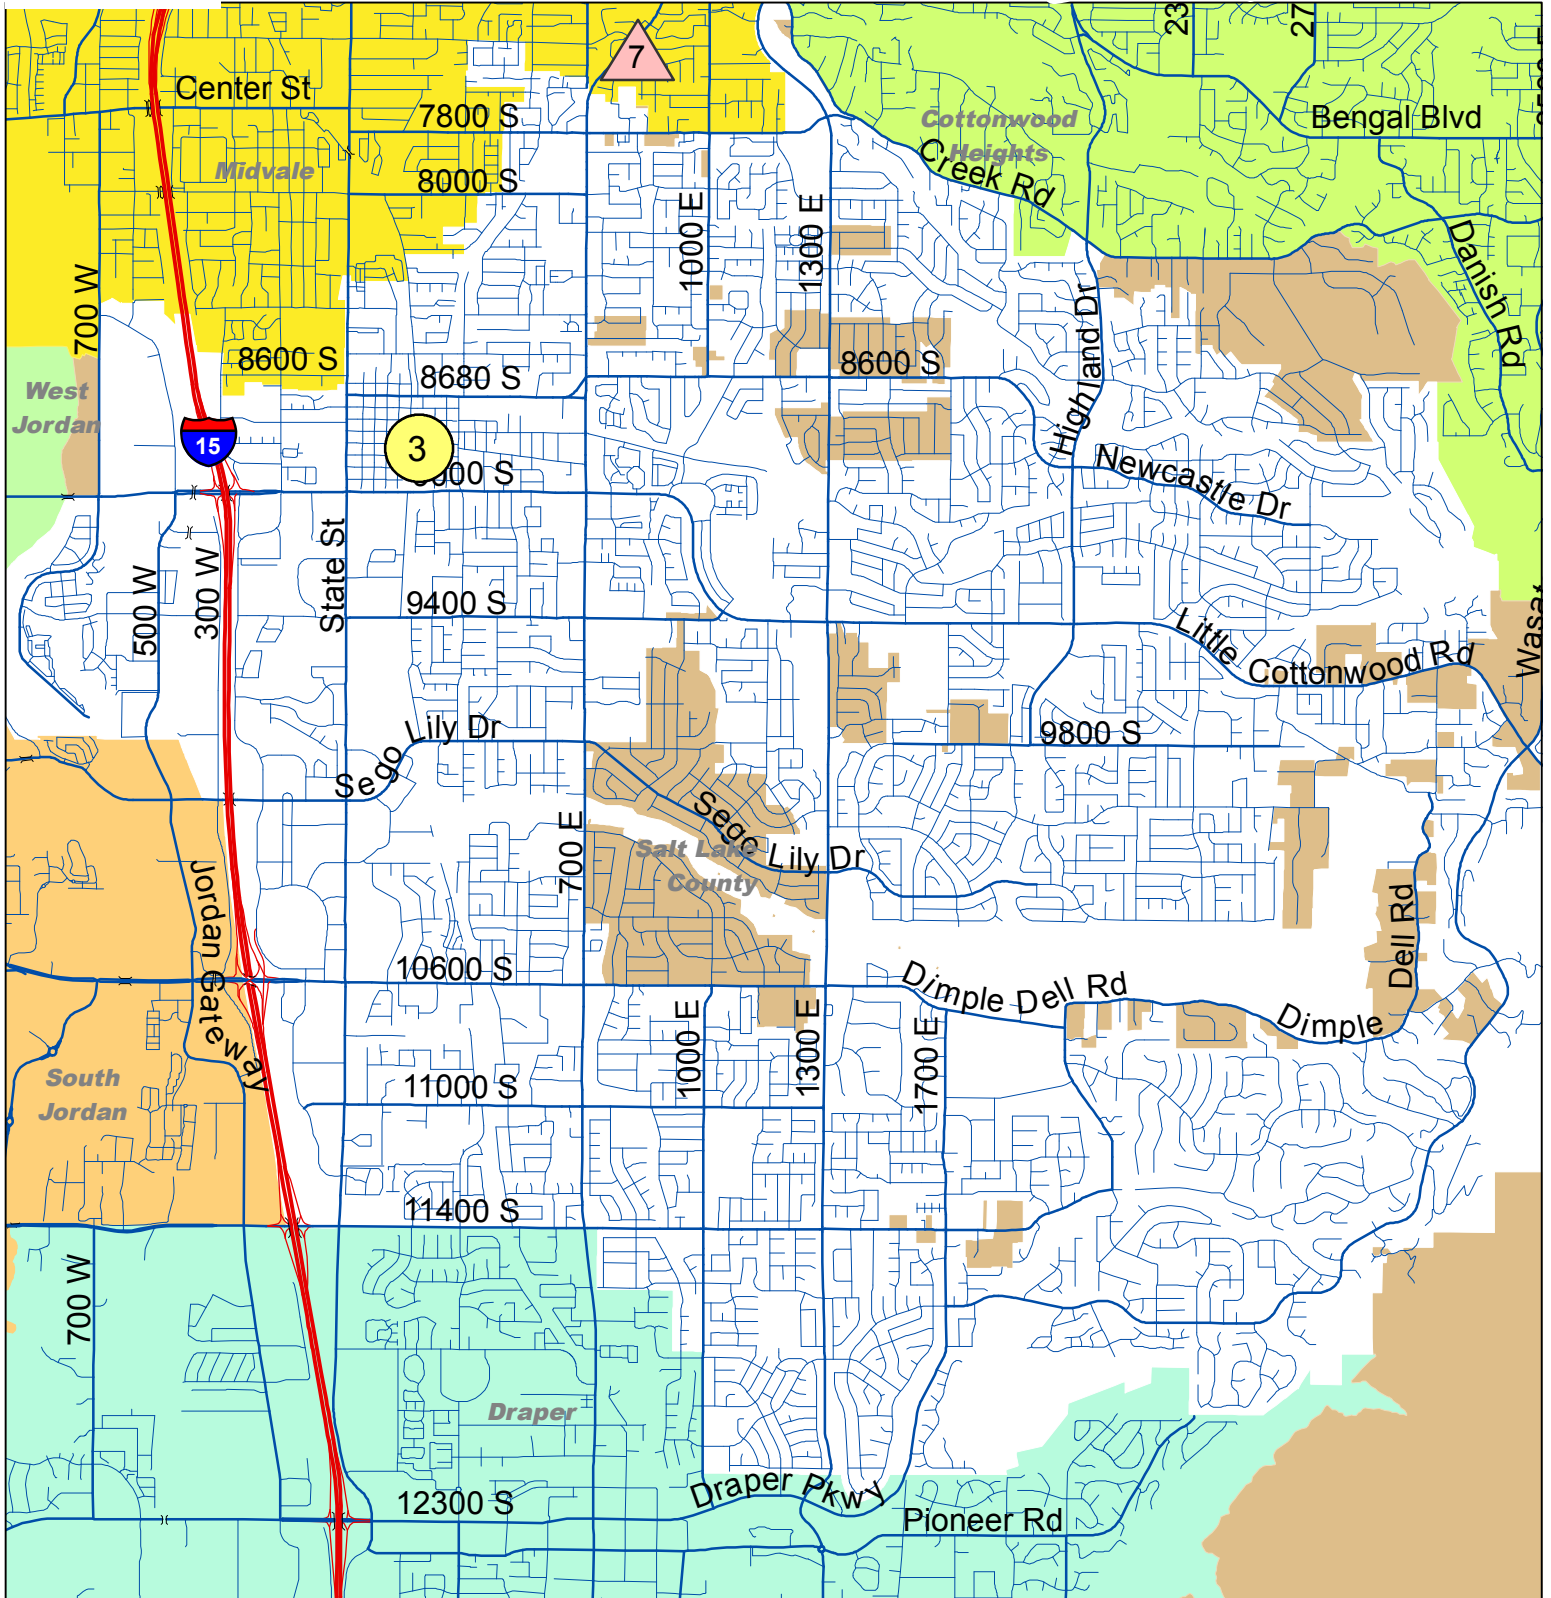 7
23
27
Center St
7800 S
Bengal Blvd
Cottonwood
Heights
Creek Rd
Midvale
8000 S
1000 E
1300 E
Danish Rd
700 W
Highland Dr
8600 S
8680 S
8600 S
West
Jordan
15
3
Newcastle Dr
State St
500 W
300 W
9400 S
Little
Cottonwood Rd
Sego
Lily Dr
9800 S
Sego
Lily Dr
Salt Lake
County
700 E
Jordan Gateway
Dell Rd
10600 S
Dimple Dell Rd
Dimple
1000 E
1300 E
1700 E
South
Jordan
11000 S
11400 S
700 W
Draper
12300 S
Draper Pkwy
Pioneer Rd